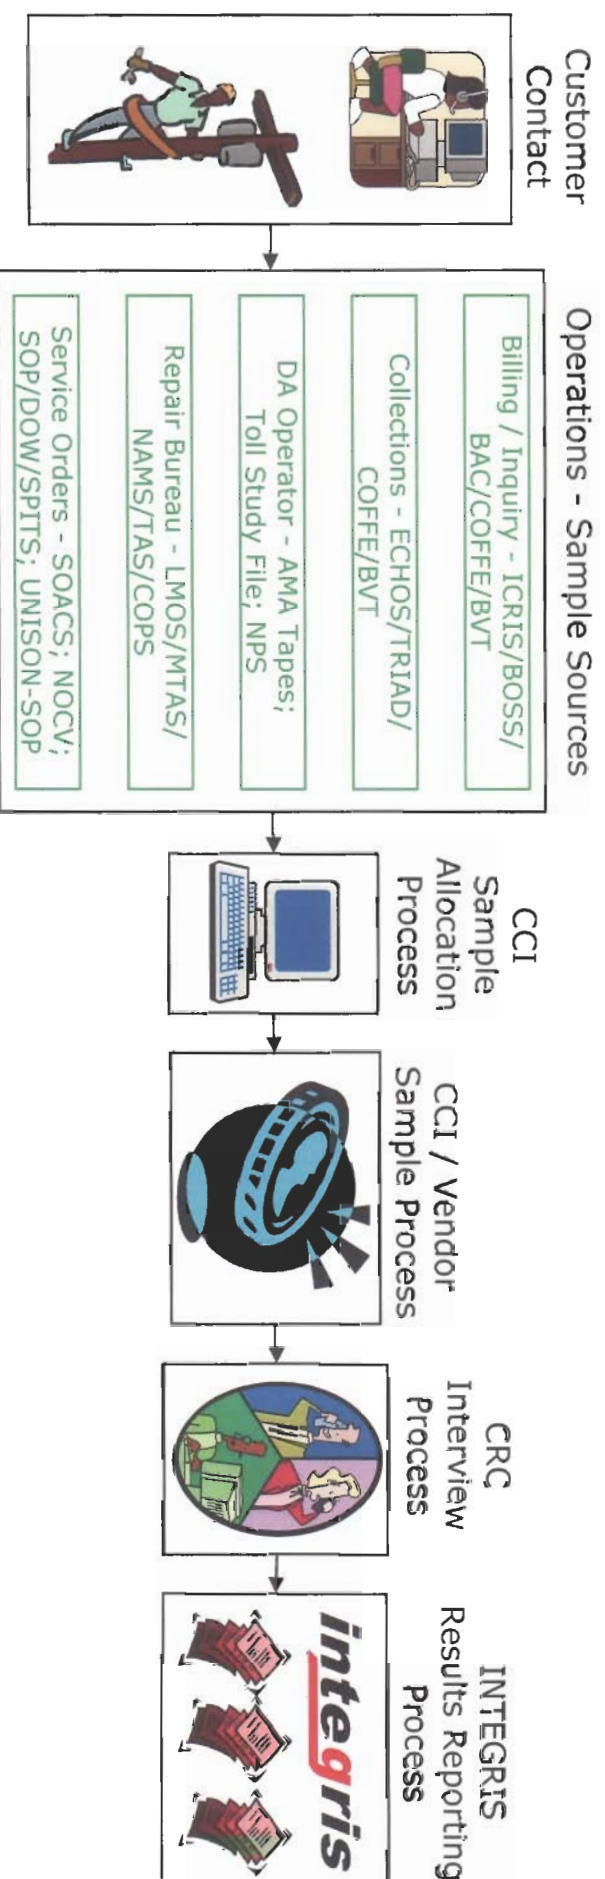 Customer
Contact
Operations - Sample Sources
Billing / Inquiry - ICRIS/BOSS/
BAC/COFFE/BVT
Collections - ECHOS/TRIAD/
COFFE/BVT
DA Operator - AMA Tapes;
Toll Study File; NPS
Repair Bureau - LMOS/MTAS/
NAMS/TAS/COPS
Service Orders - SOACS; NOCV;
SOP/DOW/SPITS; UNISON-SOP
CCI
Sample
Allocation
Process
CCI / Vendor
Sample Process
CRC
Interview
Process
INTEGRIS
Results Reporting
Process
integris